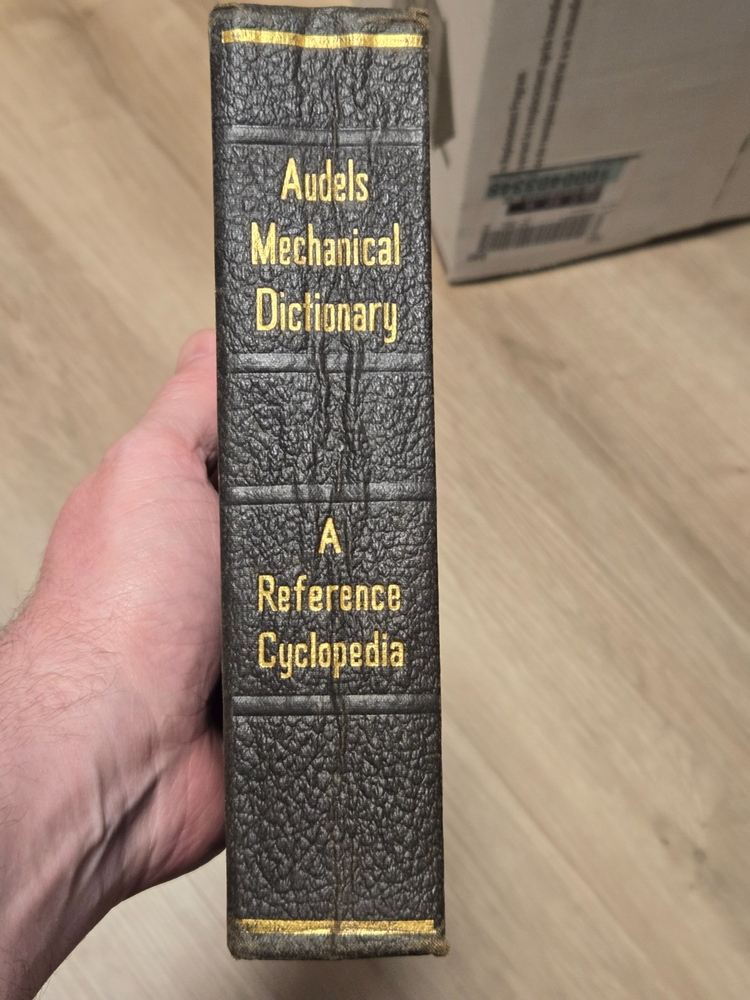 Audels
Mechanical
Dictionary
A
Reference
Cyclopedia